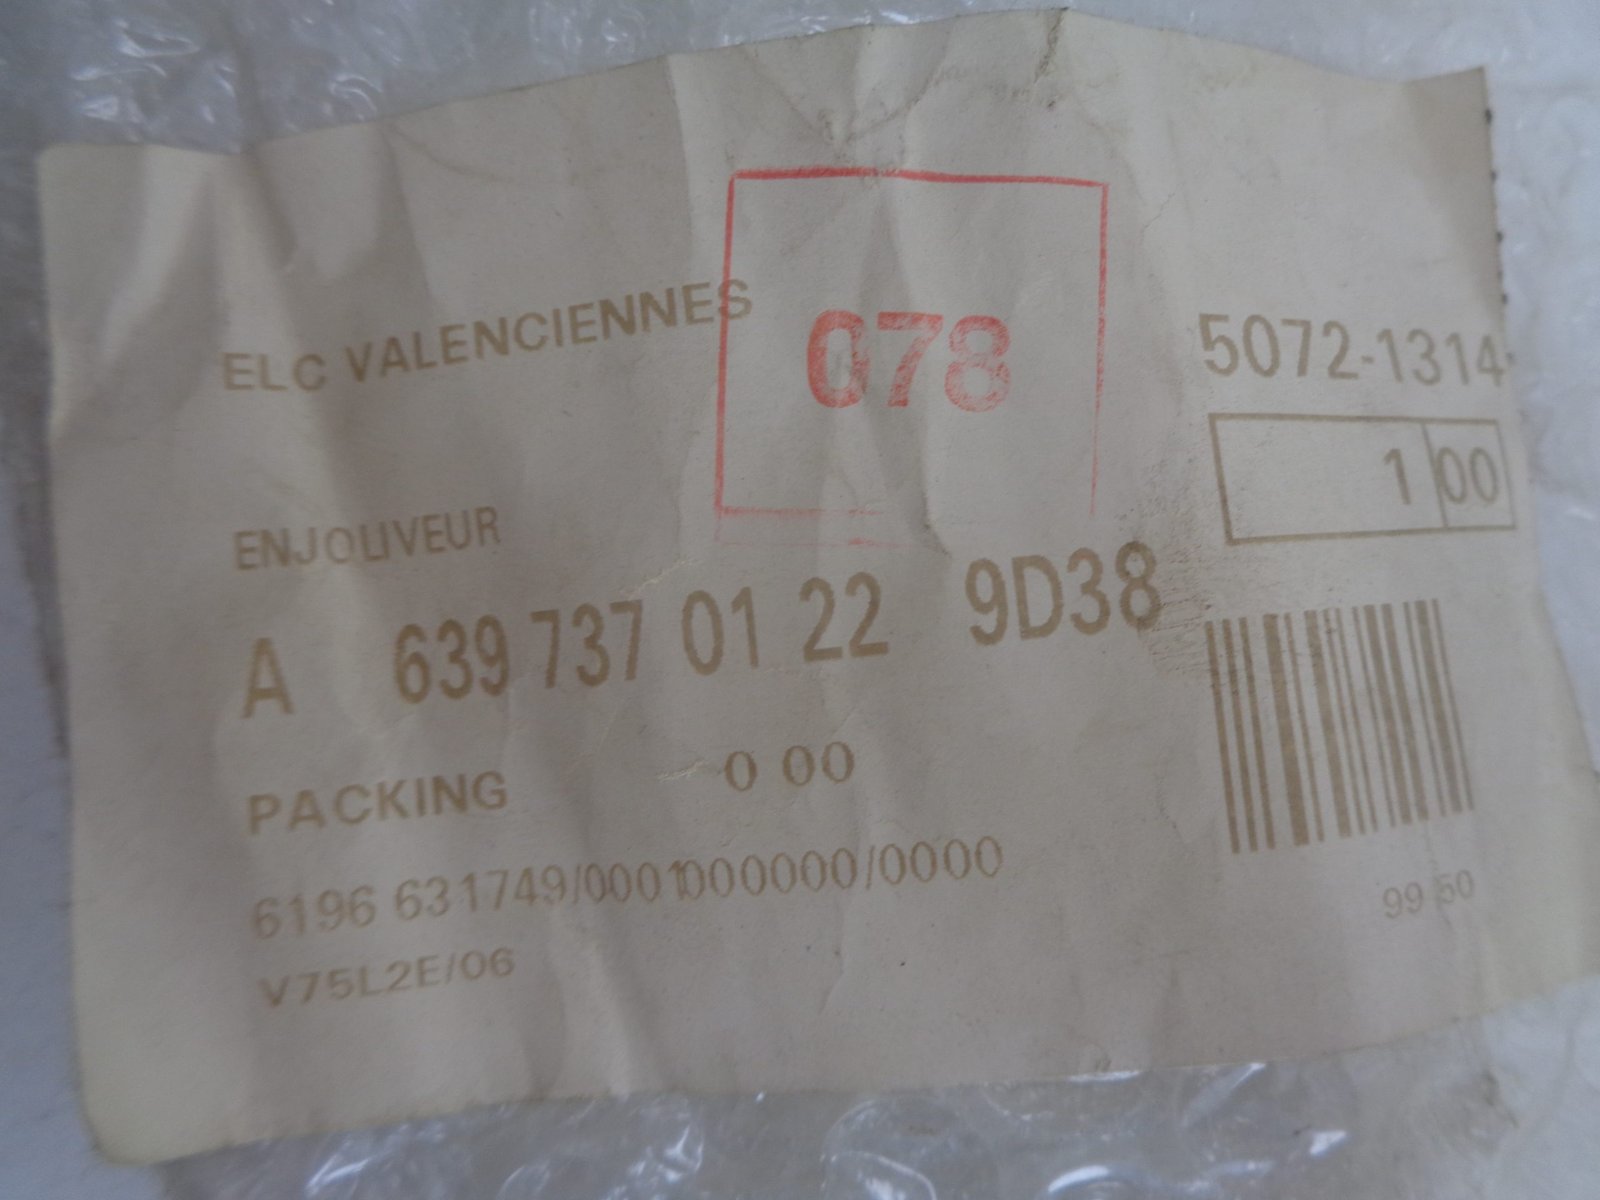 ELC VALENCIENNES
078
5072-1314
1 00
ENJOLIVEUR
A 639 737 01 22 9D38
PACKING 0 00
6196 631749/0001000000/0000
V75L2E/06
99 50